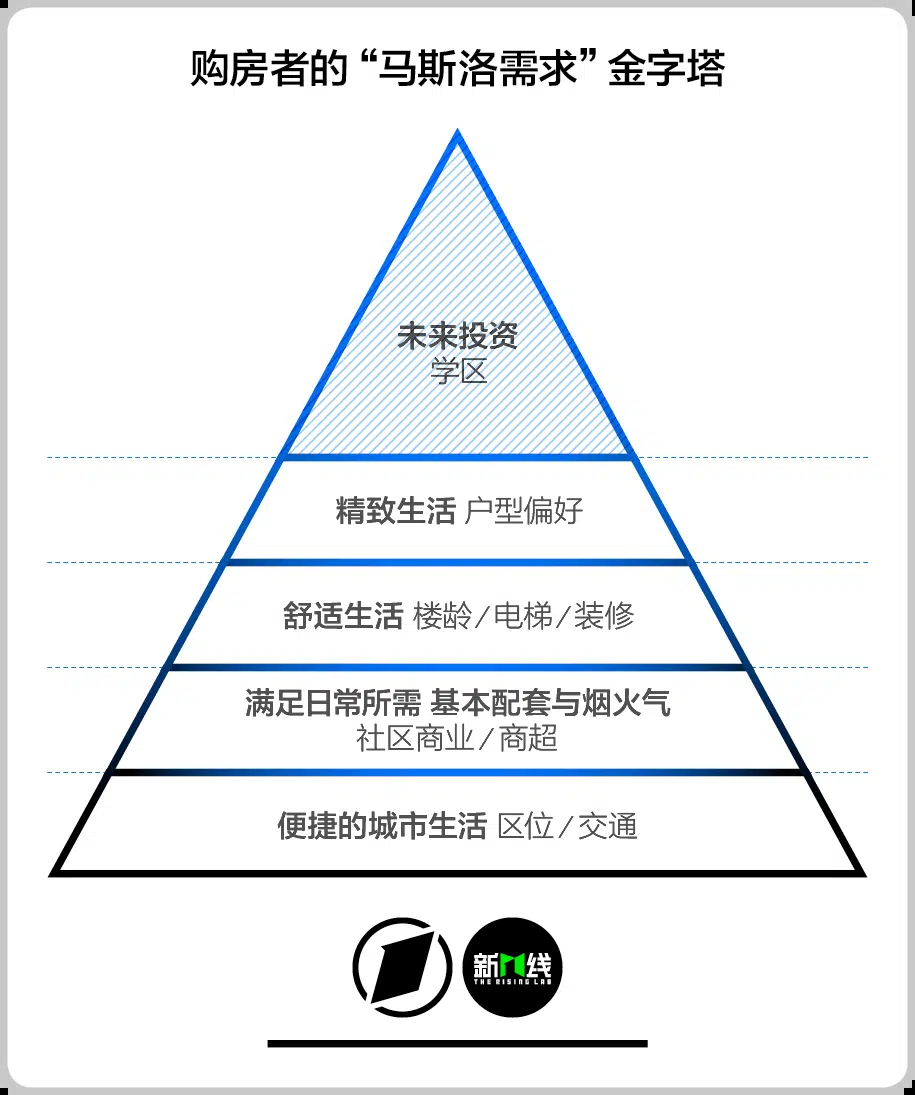 购房者的“马斯洛需求”金字塔
未来投资
学区
精致生活 户型偏好
舒适生活 楼龄/电梯/装修
满足日常所需 基本配套与烟火气
社区商业/商超
便捷的城市生活 区位/交通
新一线
THE RISING LAB